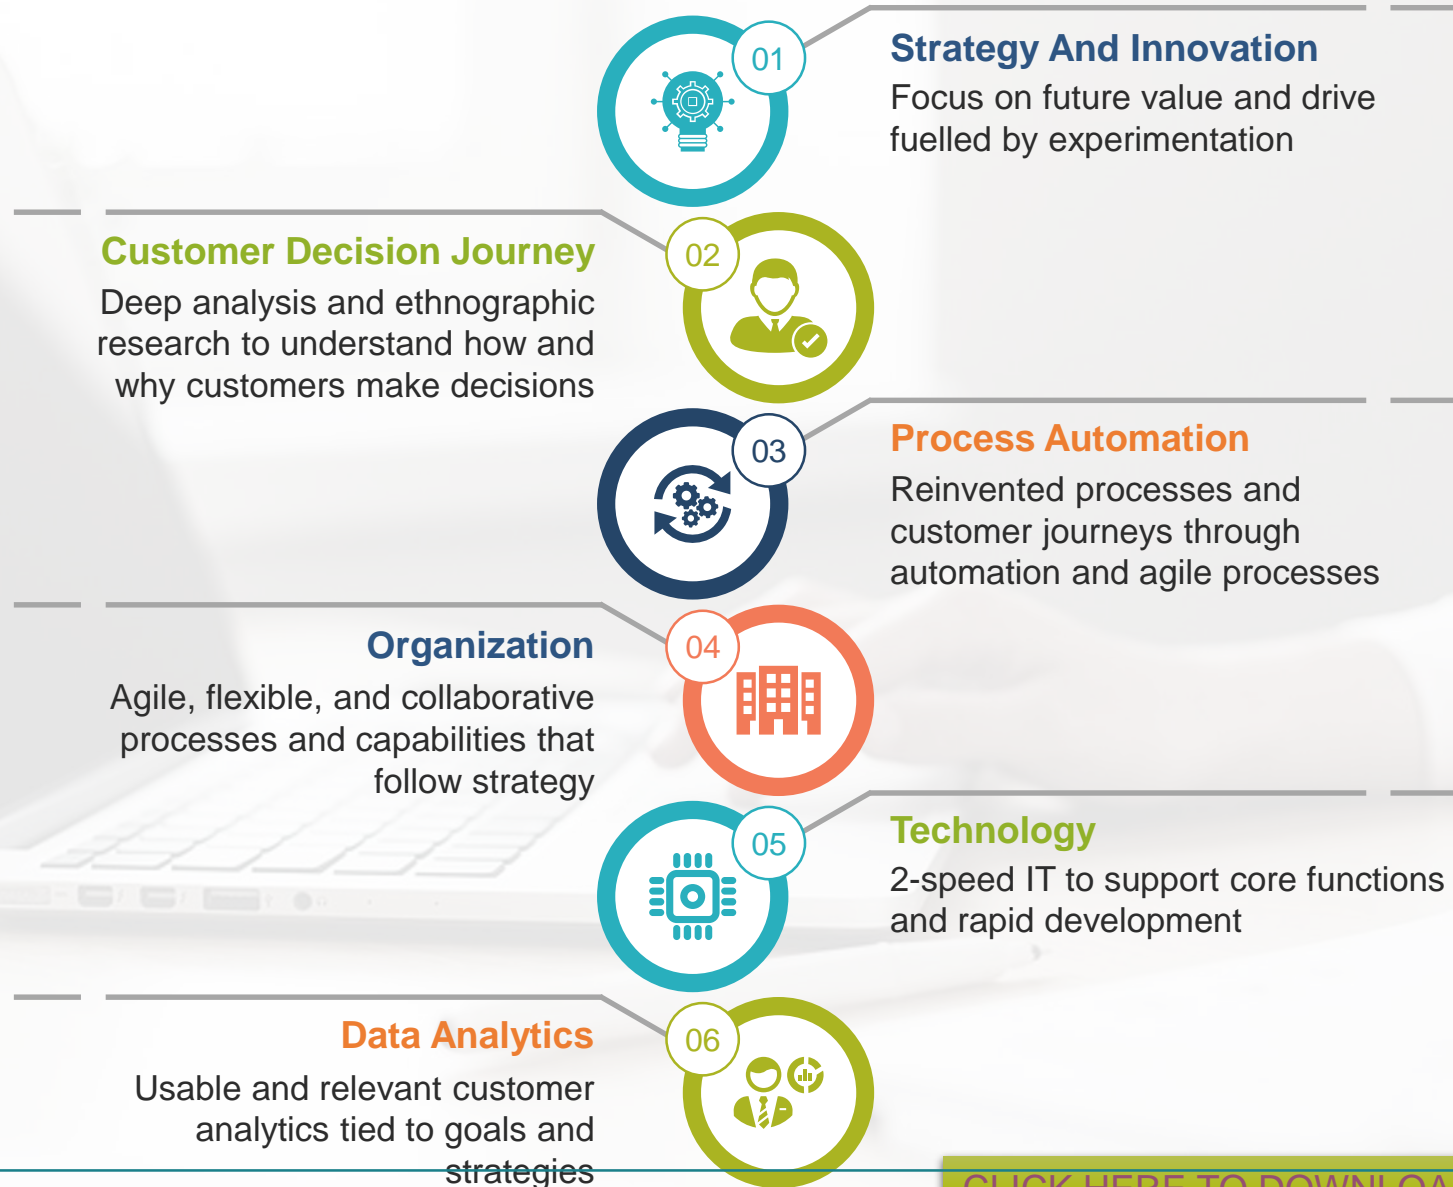 01
Strategy And Innovation
Focus on future value and drive
fuelled by experimentation
02
Customer Decision Journey
Deep analysis and ethnographic
research to understand how and
why customers make decisions
03
Process Automation
Reinvented processes and
customer journeys through
automation and agile processes
04
Organization
Agile, flexible, and collaborative
processes and capabilities that
follow strategy
05
Technology
2-speed IT to support core functions
and rapid development
06
Data Analytics
Usable and relevant customer
analytics tied to goals and
strategies
CLICK HERE TO DOWNLOA